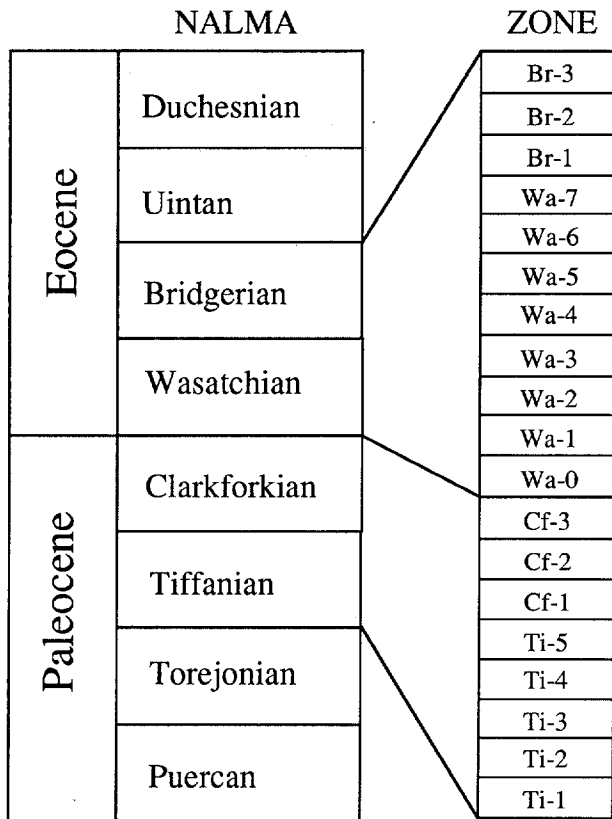 NALMA
ZONE
Eocene
Duchesnian
Uintan
Bridgerian
Wasatchian
Paleocene
Clarkforkian
Tiffanian
Torejonian
Puercan
Br-3
Br-2
Br-1
Wa-7
Wa-6
Wa-5
Wa-4
Wa-3
Wa-2
Wa-1
Wa-0
Cf-3
Cf-2
Cf-1
Ti-5
Ti-4
Ti-3
Ti-2
Ti-1